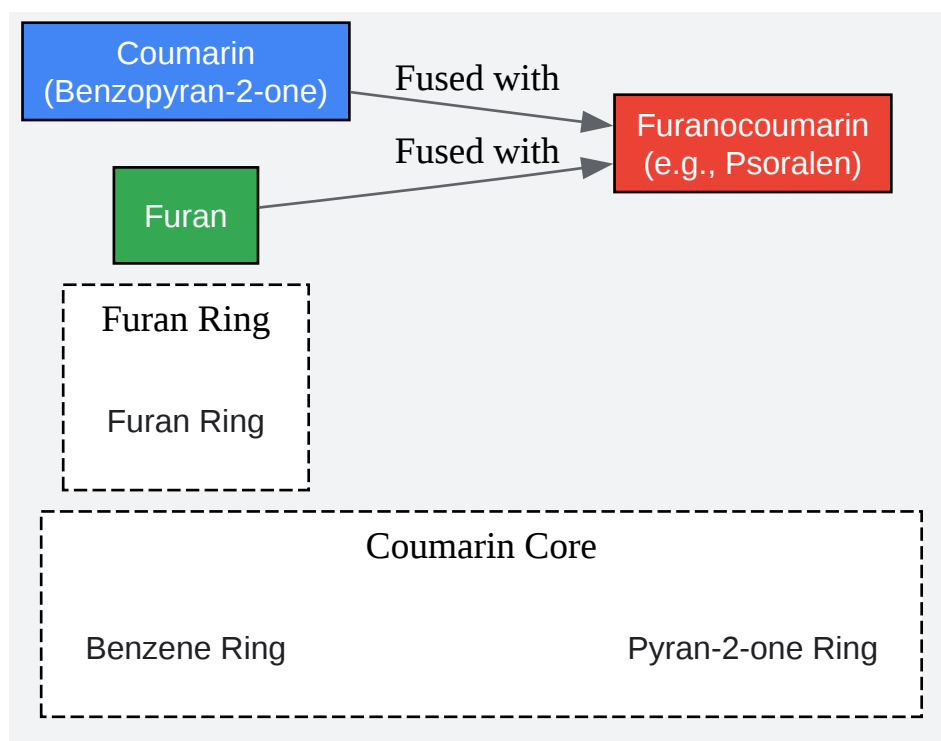 Coumarin
(Benzopyran-2-one)
Fused with
Furanocoumarin
(e.g., Psoralen)
Fused with
Furan
Furan Ring
Furan Ring
Coumarin Core
Benzene Ring
Pyran-2-one Ring